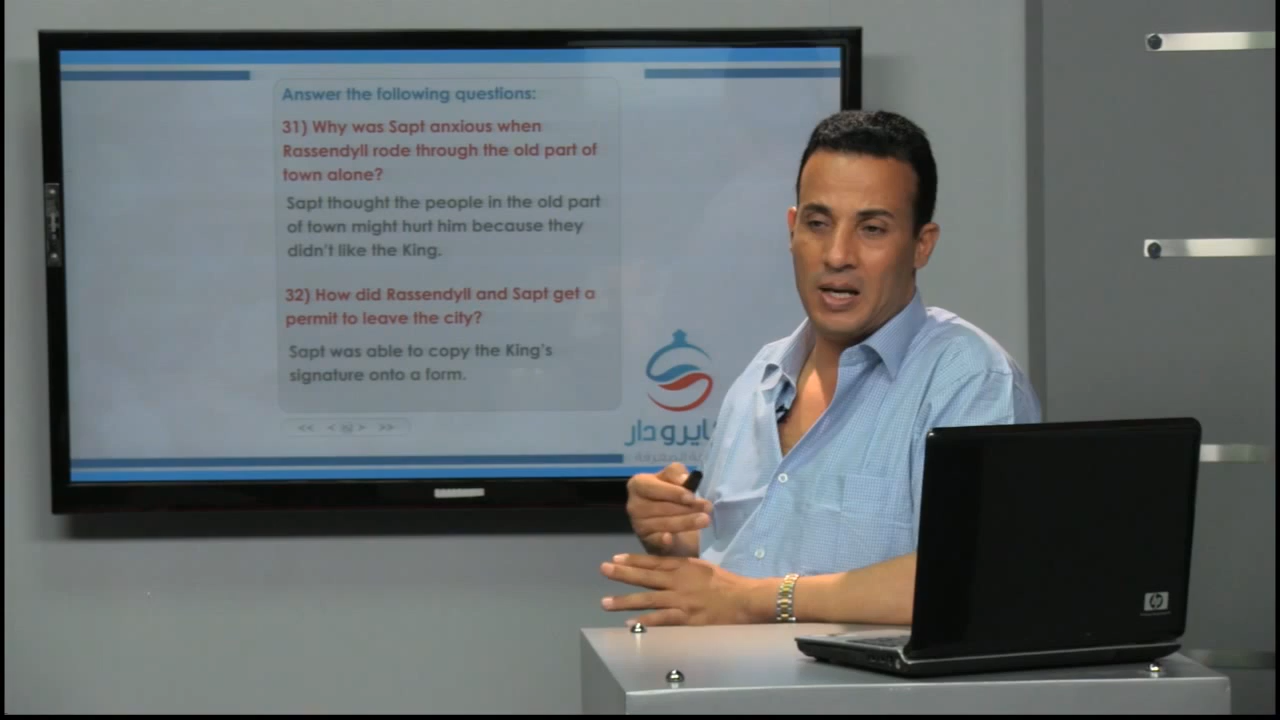 Answer the following questions:
31) Why was Sapt anxious when
Rassendyll rode through the old part of
town alone?
Sapt thought the people in the old part
of town might hurt him because they
didn't like the King.
32) How did Rassendyll and Sapt get a
permit to leave the city?
Sapt was able to copy the King's
signature onto a form.
<< < > >>
ايرو دار
hp